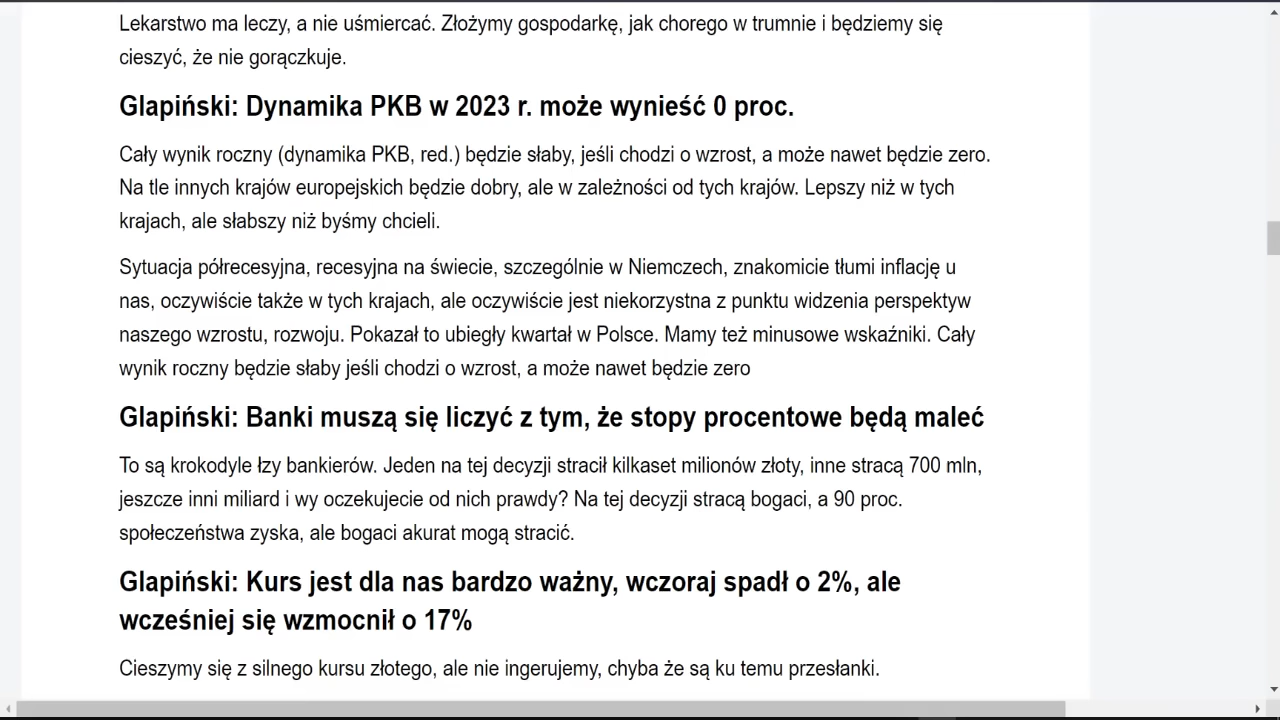 Lekarstwo ma leczy, a nie uśmiercać. Złożymy gospodarkę, jak chorego w trumnie i będziemy się
cieszyć, że nie gorączkuje.
Glapiński: Dynamika PKB w 2023 r. może wynieść 0 proc.
Cały wynik roczny (dynamika PKB, red.) będzie słaby, jeśli chodzi o wzrost, a może nawet będzie zero.
Na tle innych krajów europejskich będzie dobry, ale w zależności od tych krajów. Lepszy niż w tych
krajach, ale słabszy niż byśmy chcieli.
Sytuacja półrecesyjna, recesyjna na świecie, szczególnie w Niemczech, znakomicie tłumi inflację u
nas, oczywiście także w tych krajach, ale oczywiście jest niekorzystna z punktu widzenia perspektyw
naszego wzrostu, rozwoju. Pokazał to ubiegły kwartał w Polsce. Mamy też minusowe wskaźniki. Cały
wynik roczny będzie słaby jeśli chodzi o wzrost, a może nawet będzie zero
Glapiński: Banki muszą się liczyć z tym, że stopy procentowe będą maleć
To są krokodyle łzy bankierów. Jeden na tej decyzji stracił kilkaset milionów złoty, inne stracą 700 mln,
jeszcze inni miliard i wy oczekujecie od nich prawdy? Na tej decyzji stracą bogaci, a 90 proc.
społeczeństwa zyska, ale bogaci akurat mogą stracić.
Glapiński: Kurs jest dla nas bardzo ważny, wczoraj spadł o 2%, ale
wcześniej się wzmocnił o 17%
Cieszymy się z silnego kursu złotego, ale nie ingerujemy, chyba że są ku temu przesłanki.